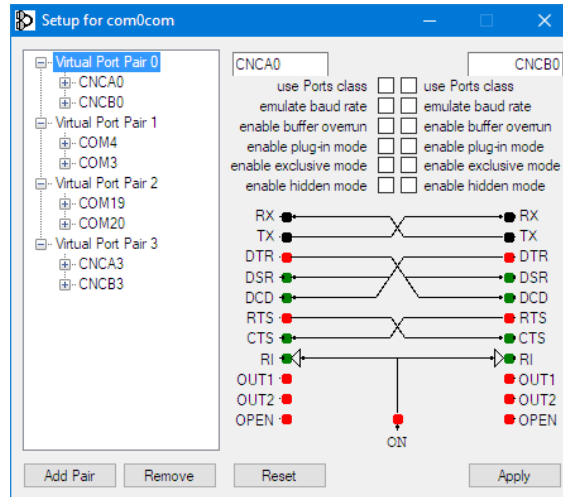 Setup for com0com
Virtual Port Pair 0
CNCA0
CNCB0
Virtual Port Pair 1
COM4
COM3
Virtual Port Pair 2
COM19
COM20
Virtual Port Pair 3
CNCA3
CNCB3
CNCA0 CNCB0
use Ports class use Ports class
emulate baud rate emulate baud rate
enable buffer overrun enable buffer overrun
enable plug-in mode enable plug-in mode
enable exclusive mode enable exclusive mode
enable hidden mode enable hidden mode
RX RX
TX TX
DTR DTR
DSR DSR
DCD DCD
RTS RTS
CTS CTS
RI RI
OUT1 OUT1
OUT2 OUT2
OPEN OPEN
ON
Add Pair Remove Reset Apply